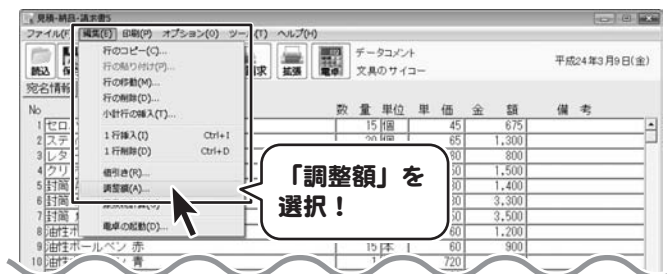 見積・納品・請求書5
ファイル(F) 編集(E) 印刷(P) オプション(O) ツール(T) ヘルプ(H)
読込 求 拡張 電卓
データコメント
文具のサイコー
平成24年3月9日(金)
宛名情報
行のコピー(C)...
行の貼り付け(P)...
行の移動(M)...
行の削除(D)...
小計行の挿入(T)...
1行挿入(I) Ctrl+I
1行削除(D) Ctrl+D
値引き(R)...
調整額(A)...
電卓の起動(D)...
No 数 量 単位 単 価 金 額 備 考
1 セロ 15 個 45 675
2 ステ 20 個 65 1,300
3 レタ 80 800
4 クリ 1,500
5 封筒 1,400
6 封筒 3,300
7 封筒 3,500
8 油性ボ 60 1,200
9 油性ボールペン 赤 15 本 60 900
10 油性ボールペン 青 1 720
「調整額」を
選択！